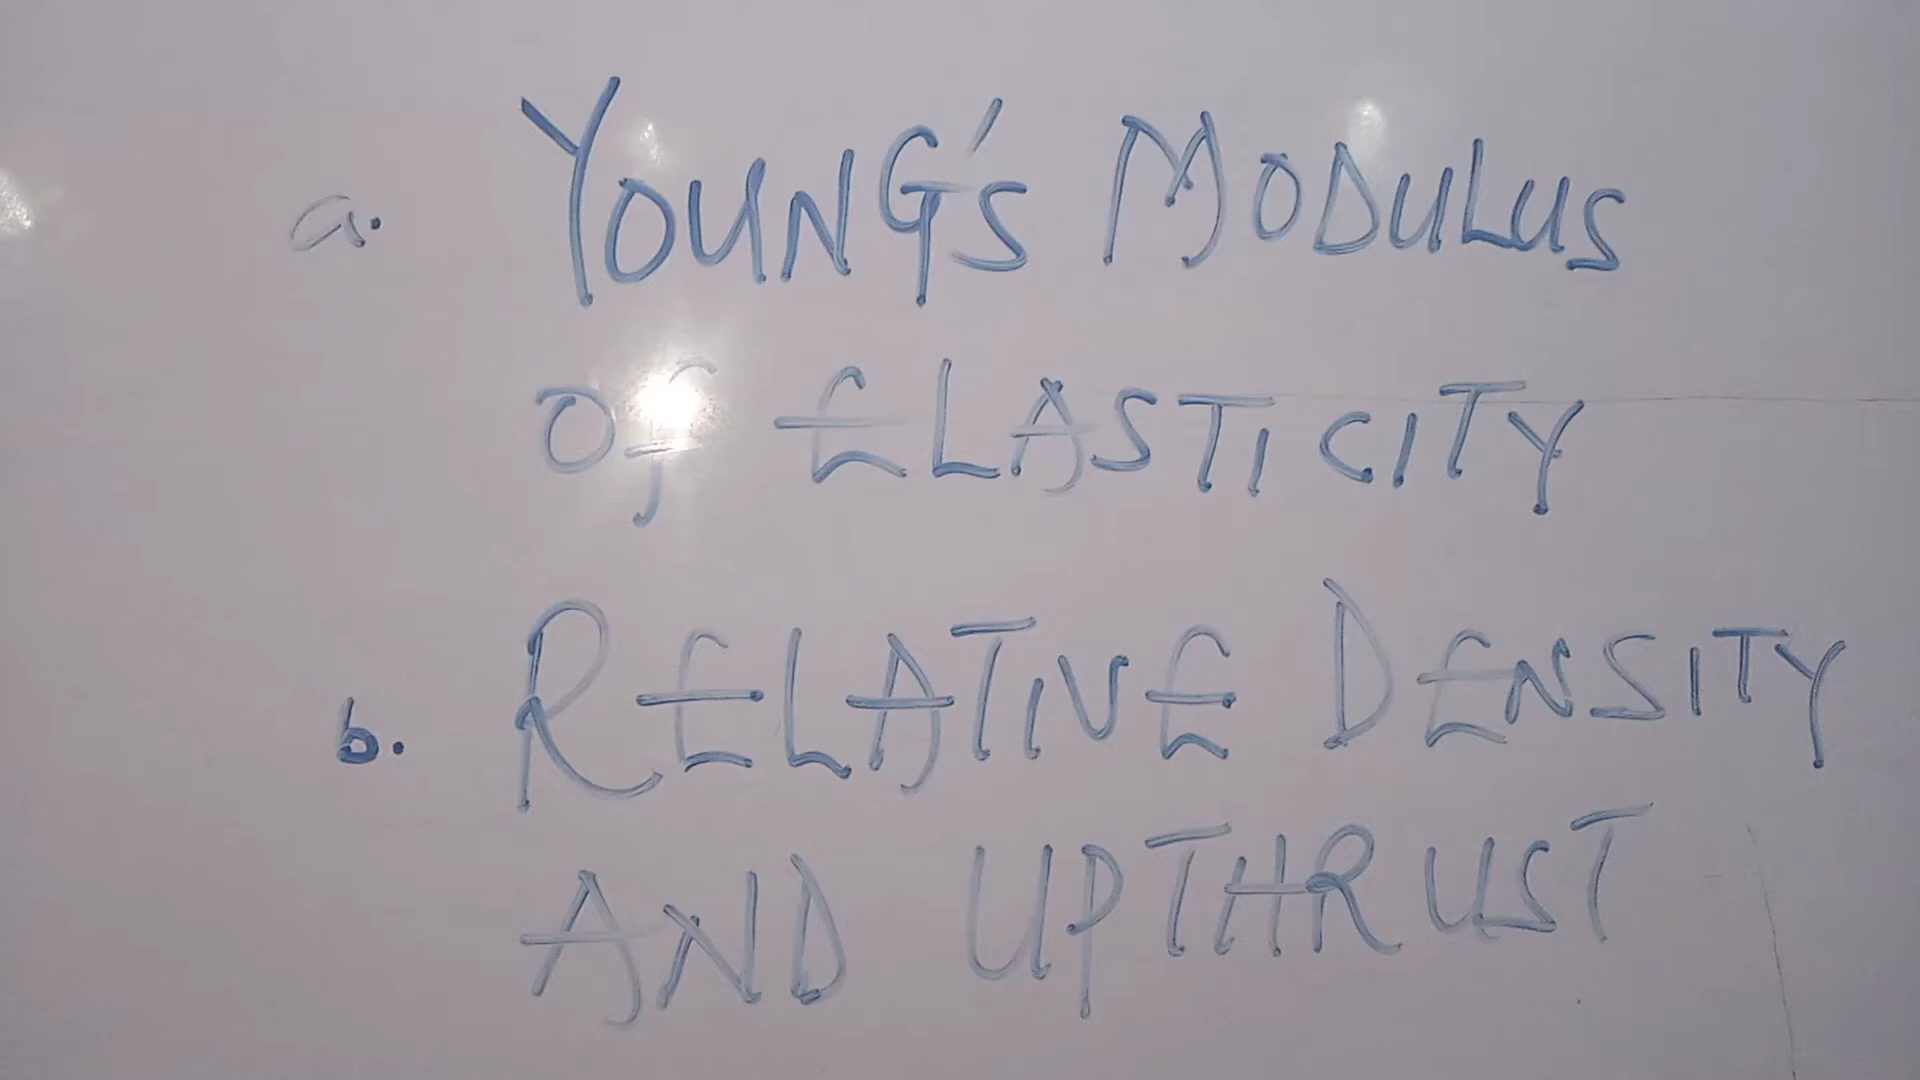 a. YOUNG'S MODULUS
Of ELASTICITY
b. RELATIVE DENSITY
AND UPTHRUST